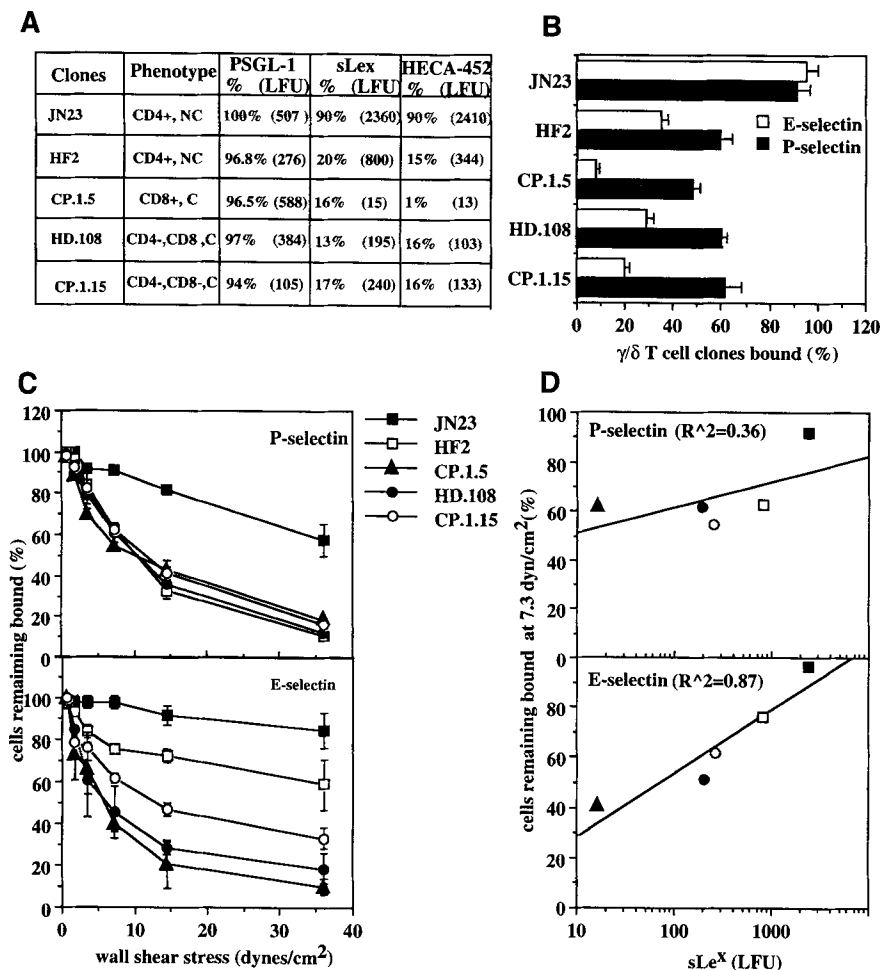 A
Clones Phenotype PSGL-1 % (LFU) sLex % (LFU) HECA-452 % (LFU)
JN23 CD4+, NC 100% (507 ) 90% (2360) 90% (2410)
HF2 CD4+, NC 96.8% (276) 20% (800) 15% (344)
CP.1.5 CD8+, C 96.5% (588) 16% (15) 1% (13)
HD.108 CD4-,CD8 ,C 97% (384) 13% (195) 16% (103)
CP.1.15 CD4-,CD8-,C 94% (105) 17% (240) 16% (133)
B
JN23
HF2
CP.1.5
HD.108
CP.1.15
E-selectin
P-selectin
0 20 40 60 80 100 120
γ/δ T cell clones bound (%)
C
120
100
80
60
40
20
0
P-selectin
JN23
HF2
CP.1.5
HD.108
CP.1.15
cells remaining bound (%)
100
80
60
40
20
0
E-selectin
0 10 20 30 40
wall shear stress (dynes/cm²)
D
100
80
60
40
20
0
P-selectin (R^2=0.36)
cells remaining bound at 7.3 dyn/cm²(%)
80
60
40
20
0
E-selectin (R^2=0.87)
10 100 1000
sLeˣ (LFU)